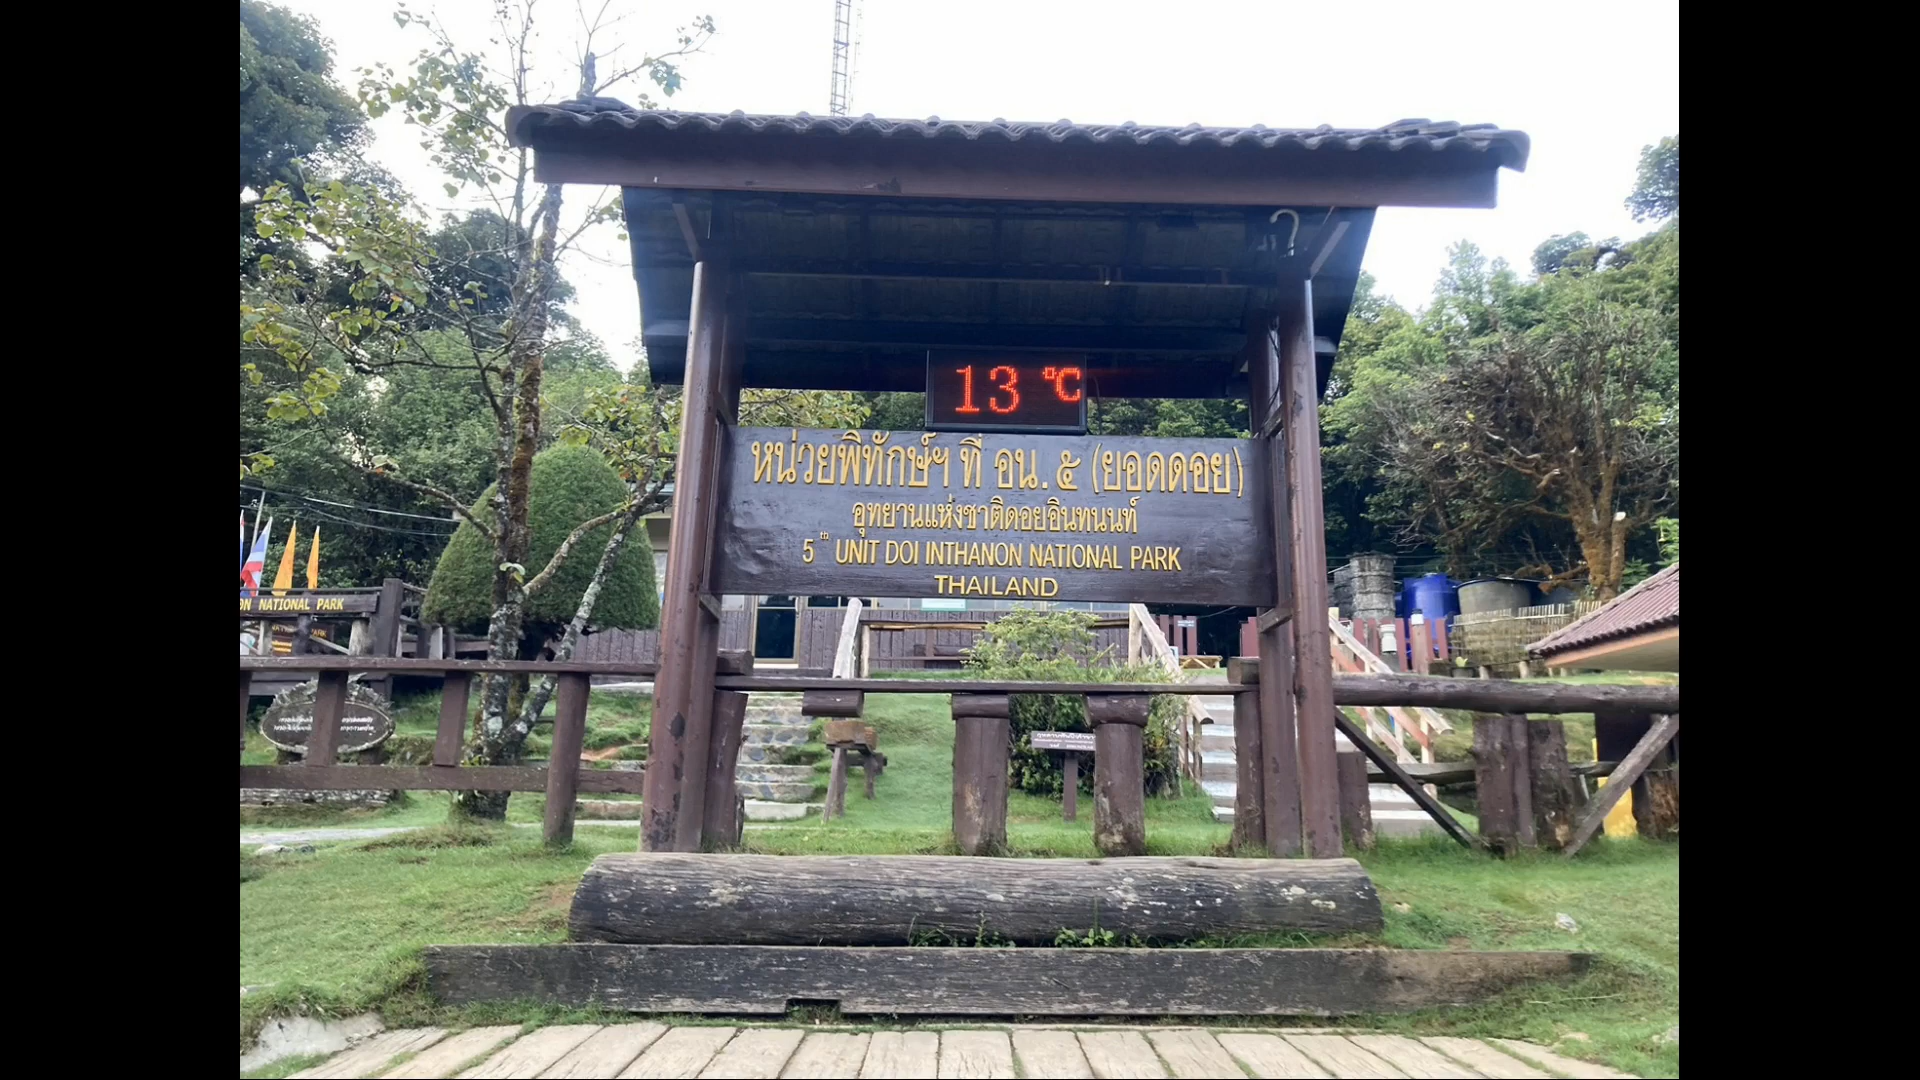 13 °C
หน่วยพิทักษ์ฯ ที่ อน. ๕ (ยอดดอย)
อุทยานแห่งชาติดอยอินทนนท์
5th UNIT DOI INTHANON NATIONAL PARK
THAILAND
ON NATIONAL PARK